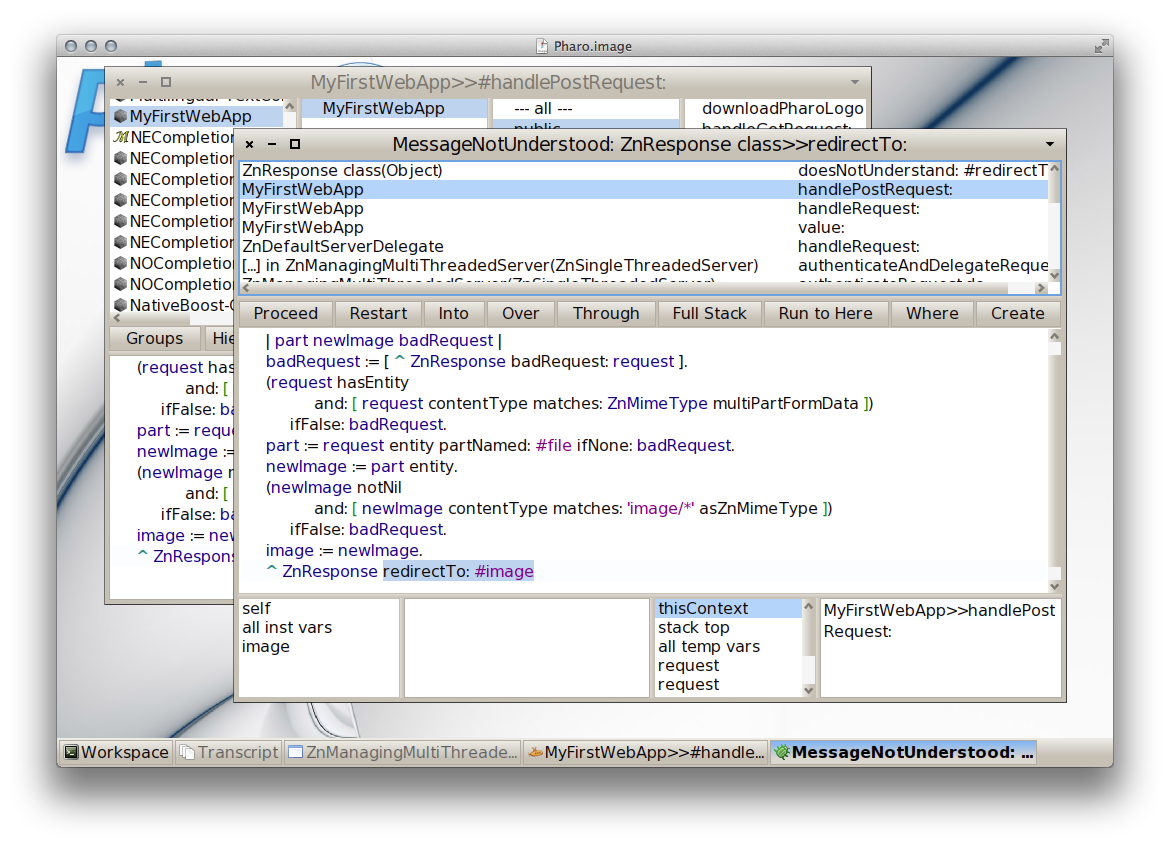 Pharo.image
MyFirstWebApp>>#handlePostRequest:
MyFirstWebApp
NECompletion
NECompletion
NECompletion
NECompletion
NECompletion
NECompletion
NOCompletion
NOCompletion
NativeBoost-
MyFirstWebApp
--- all ---
public
downloadPharoLogo
handleGetRequest:
Groups
Hie
(request has
and: [
ifFalse: ba
part := reque
newImage :=
(newImage n
and: [
ifFalse: ba
image := new
^ ZnRespons
MessageNotUnderstood: ZnResponse class>>redirectTo:
ZnResponse class(Object) doesNotUnderstand: #redirectT
MyFirstWebApp handlePostRequest:
MyFirstWebApp handleRequest:
MyFirstWebApp value:
ZnDefaultServerDelegate handleRequest:
[...] in ZnManagingMultiThreadedServer(ZnSingleThreadedServer) authenticateAndDelegateReque
ZnManagingMultiThreadedServer(ZnSingleThreadedServer) authenticateRequest:do:
Proceed Restart Into Over Through Full Stack Run to Here Where Create
| part newImage badRequest |
badRequest := [ ^ ZnResponse badRequest: request ].
(request hasEntity
and: [ request contentType matches: ZnMimeType multiPartFormData ])
ifFalse: badRequest.
part := request entity partNamed: #file ifNone: badRequest.
newImage := part entity.
(newImage notNil
and: [ newImage contentType matches: 'image/*' asZnMimeType ])
ifFalse: badRequest.
image := newImage.
^ ZnResponse redirectTo: #image
self
all inst vars
image
thisContext
stack top
all temp vars
request
request
MyFirstWebApp>>handlePost
Request:
Workspace
Transcript
ZnManagingMultiThreade...
MyFirstWebApp>>#handle...
MessageNotUnderstood: ...